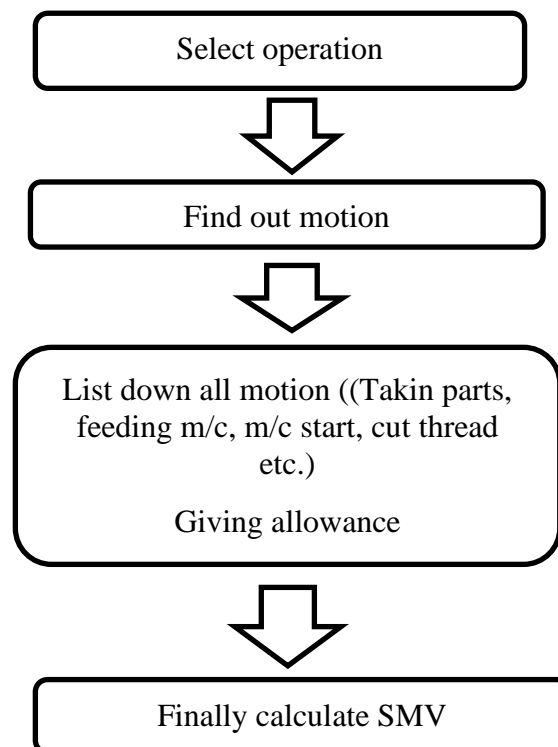 Select operation
Find out motion
List down all motion ((Takin parts,
feeding m/c, m/c start, cut thread
etc.)
Giving allowance
Finally calculate SMV